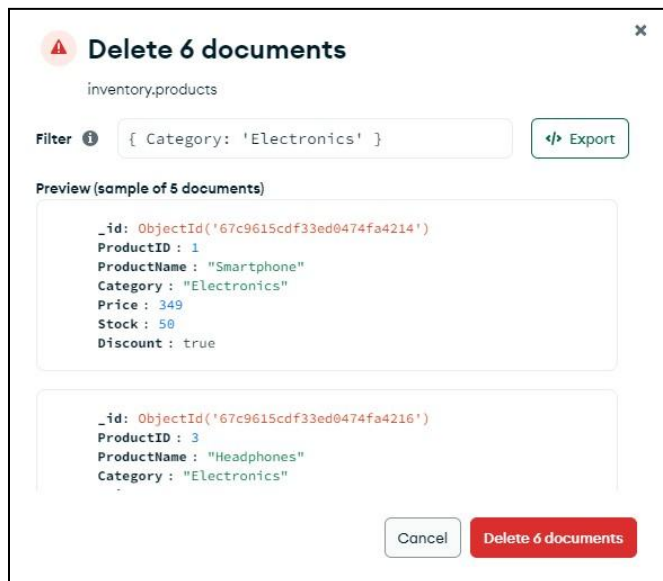 Delete 6 documents
inventory.products
Filter { Category: 'Electronics' } </> Export
Preview (sample of 5 documents)
_id: ObjectId('67c9615cdf33ed0474fa4214')
ProductID : 1
ProductName : "Smartphone"
Category : "Electronics"
Price : 349
Stock : 50
Discount : true
_id: ObjectId('67c9615cdf33ed0474fa4216')
ProductID : 3
ProductName : "Headphones"
Category : "Electronics"
Cancel Delete 6 documents